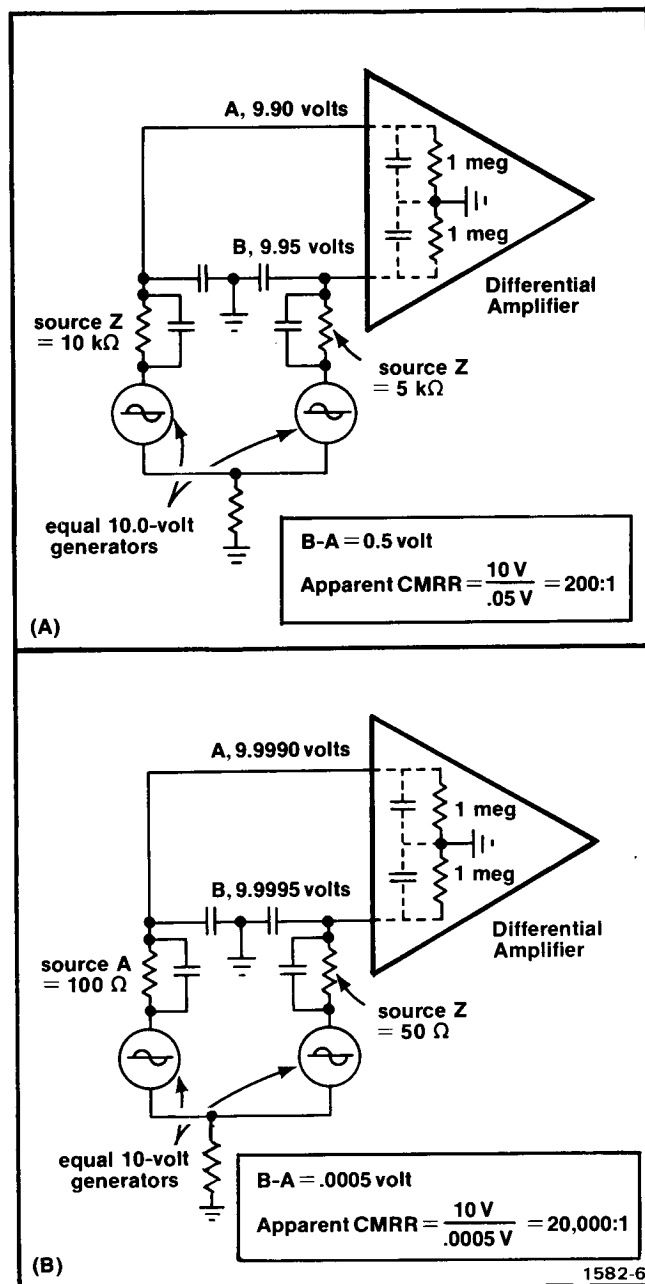 A, 9.90 volts
1 meg
B, 9.95 volts
1 meg
Differential
Amplifier
source Z
= 10 kΩ
source Z
= 5 kΩ
equal 10.0-volt
generators
B-A = 0.5 volt
Apparent CMRR = 10 V / .05 V = 200:1
(A)
A, 9.9990 volts
1 meg
B, 9.9995 volts
1 meg
Differential
Amplifier
source A
= 100 Ω
source Z
= 50 Ω
equal 10-volt
generators
B-A = .0005 volt
Apparent CMRR = 10 V / .0005 V = 20,000:1
(B)
1582-6